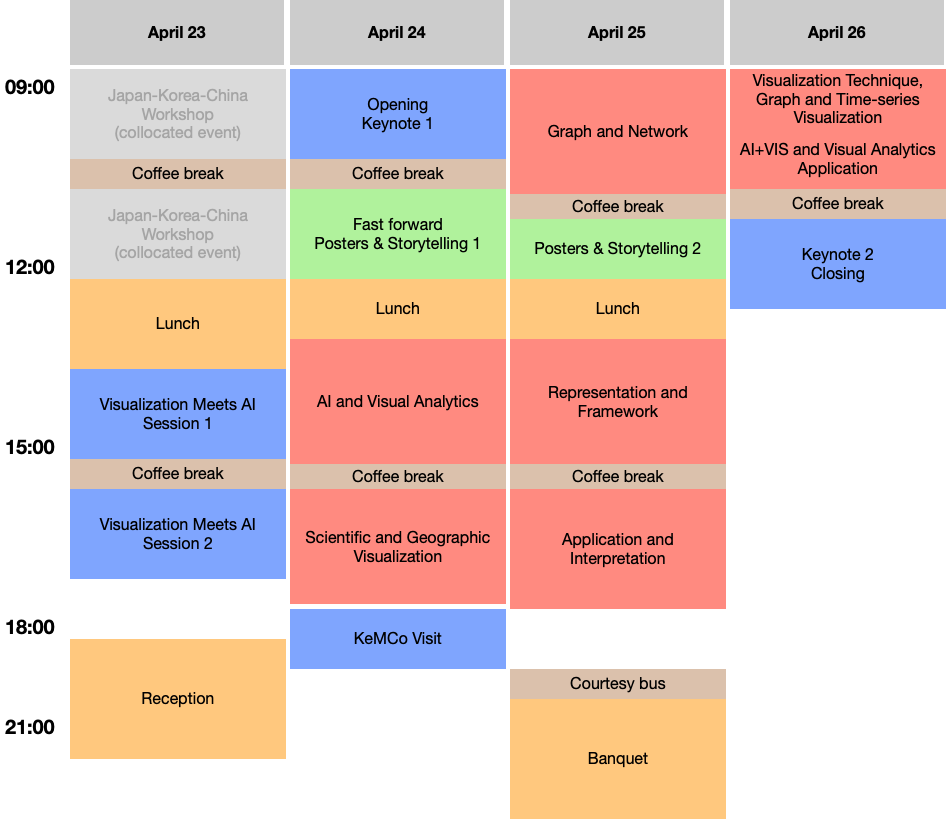 April 23
April 24
April 25
April 26
09:00
12:00
15:00
18:00
21:00
Japan-Korea-China
Workshop
(collocated event)
Coffee break
Japan-Korea-China
Workshop
(collocated event)
Lunch
Visualization Meets AI
Session 1
Coffee break
Visualization Meets AI
Session 2
Reception
Opening
Keynote 1
Coffee break
Fast forward
Posters & Storytelling 1
Lunch
AI and Visual Analytics
Coffee break
Scientific and Geographic
Visualization
KeMCo Visit
Graph and Network
Coffee break
Posters & Storytelling 2
Lunch
Representation and
Framework
Coffee break
Application and
Interpretation
Courtesy bus
Banquet
Visualization Technique,
Graph and Time-series
Visualization
AI+VIS and Visual Analytics
Application
Coffee break
Keynote 2
Closing